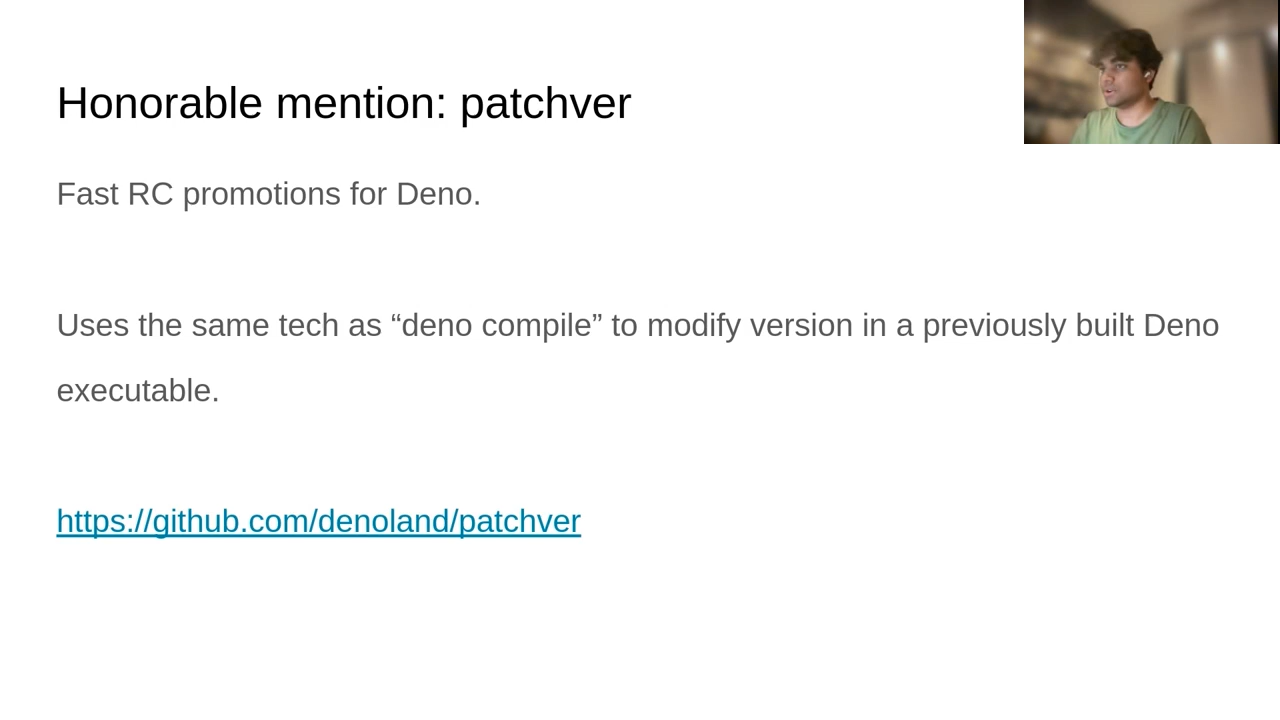 Honorable mention: patchver
Fast RC promotions for Deno.
Uses the same tech as “deno compile” to modify version in a previously built Deno
executable.
https://github.com/denoland/patchver